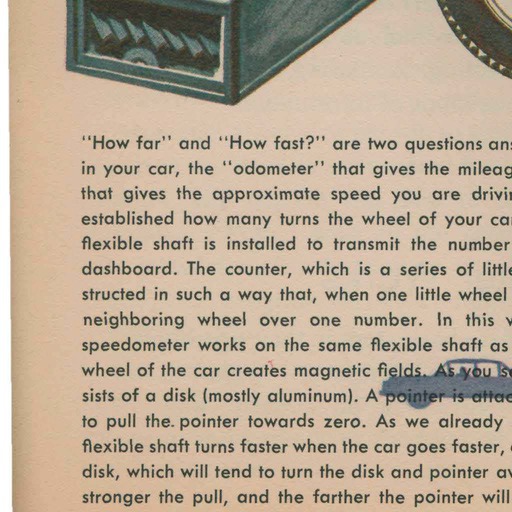 "How far" and "How fast?" are two questions
in your car, the "odometer" that gives the
that gives the approximate speed you are
established how many turns the wheel of your
flexible shaft is installed to transmit the number
dashboard. The counter, which is a series of
structed in such a way that, when one little wheel
neighboring wheel over one number. In this
speedometer works on the same flexible shaft as
wheel of the car creates magnetic fields. As you
sists of a disk (mostly aluminum). A pointer is
to pull the. pointer towards zero. As we already
flexible shaft turns faster when the car goes faster,
disk, which will tend to turn the disk and pointer
stronger the pull, and the farther the pointer will